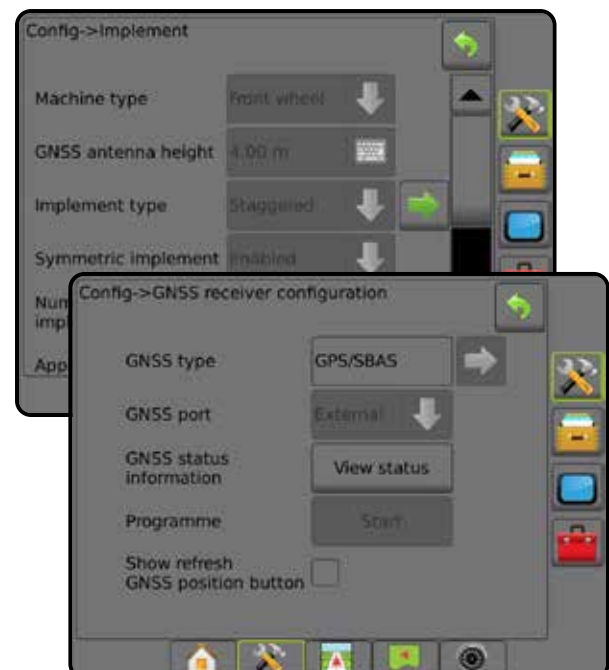 Config->Implement
Machine type Front wheel
GNSS antenna height 4.00 m
Implement type Staggered
Symmetric implement Enabled
Num
impl
App
Config->GNSS receiver configuration
GNSS type GPS/SBAS
GNSS port External
GNSS status
information View status
Programme Start
Show refresh
GNSS position button